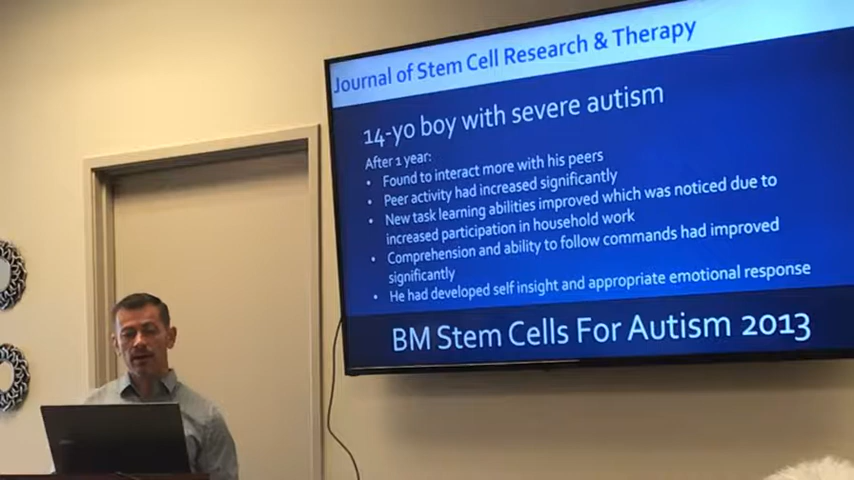 Journal of Stem Cell Research & Therapy
14-yo boy with severe autism
After 1 year:
• Found to interact more with his peers
• Peer activity had increased significantly
• New task learning abilities improved which was noticed due to
increased participation in household work
• Comprehension and ability to follow commands had improved
significantly
• He had developed self insight and appropriate emotional response
BM Stem Cells For Autism 2013